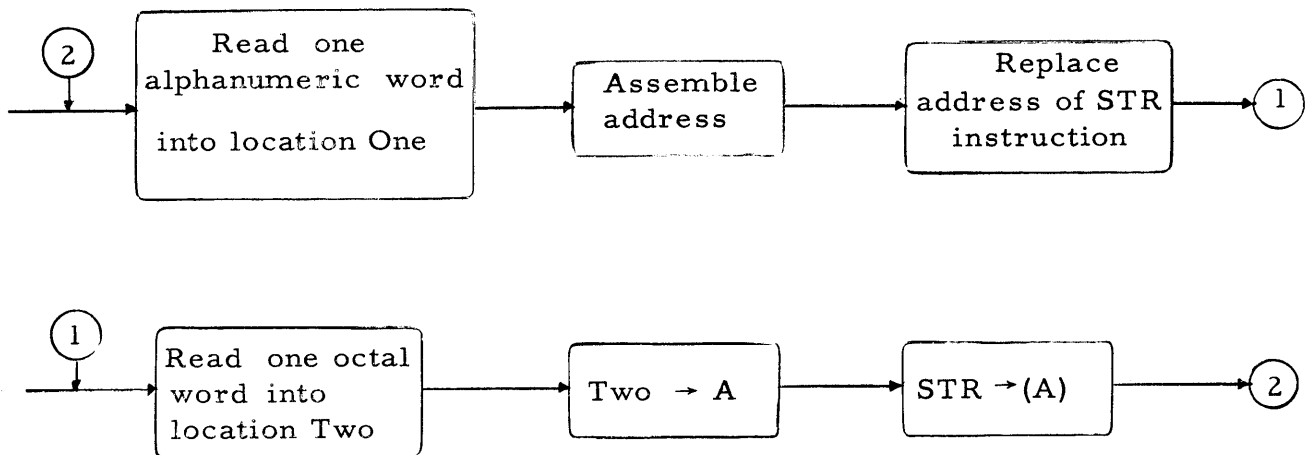 2
Read one
alphanumeric word
into location One
Assemble
address
Replace
address of STR
instruction
1
1
Read one octal
word into
location Two
Two → A
STR → (A)
2